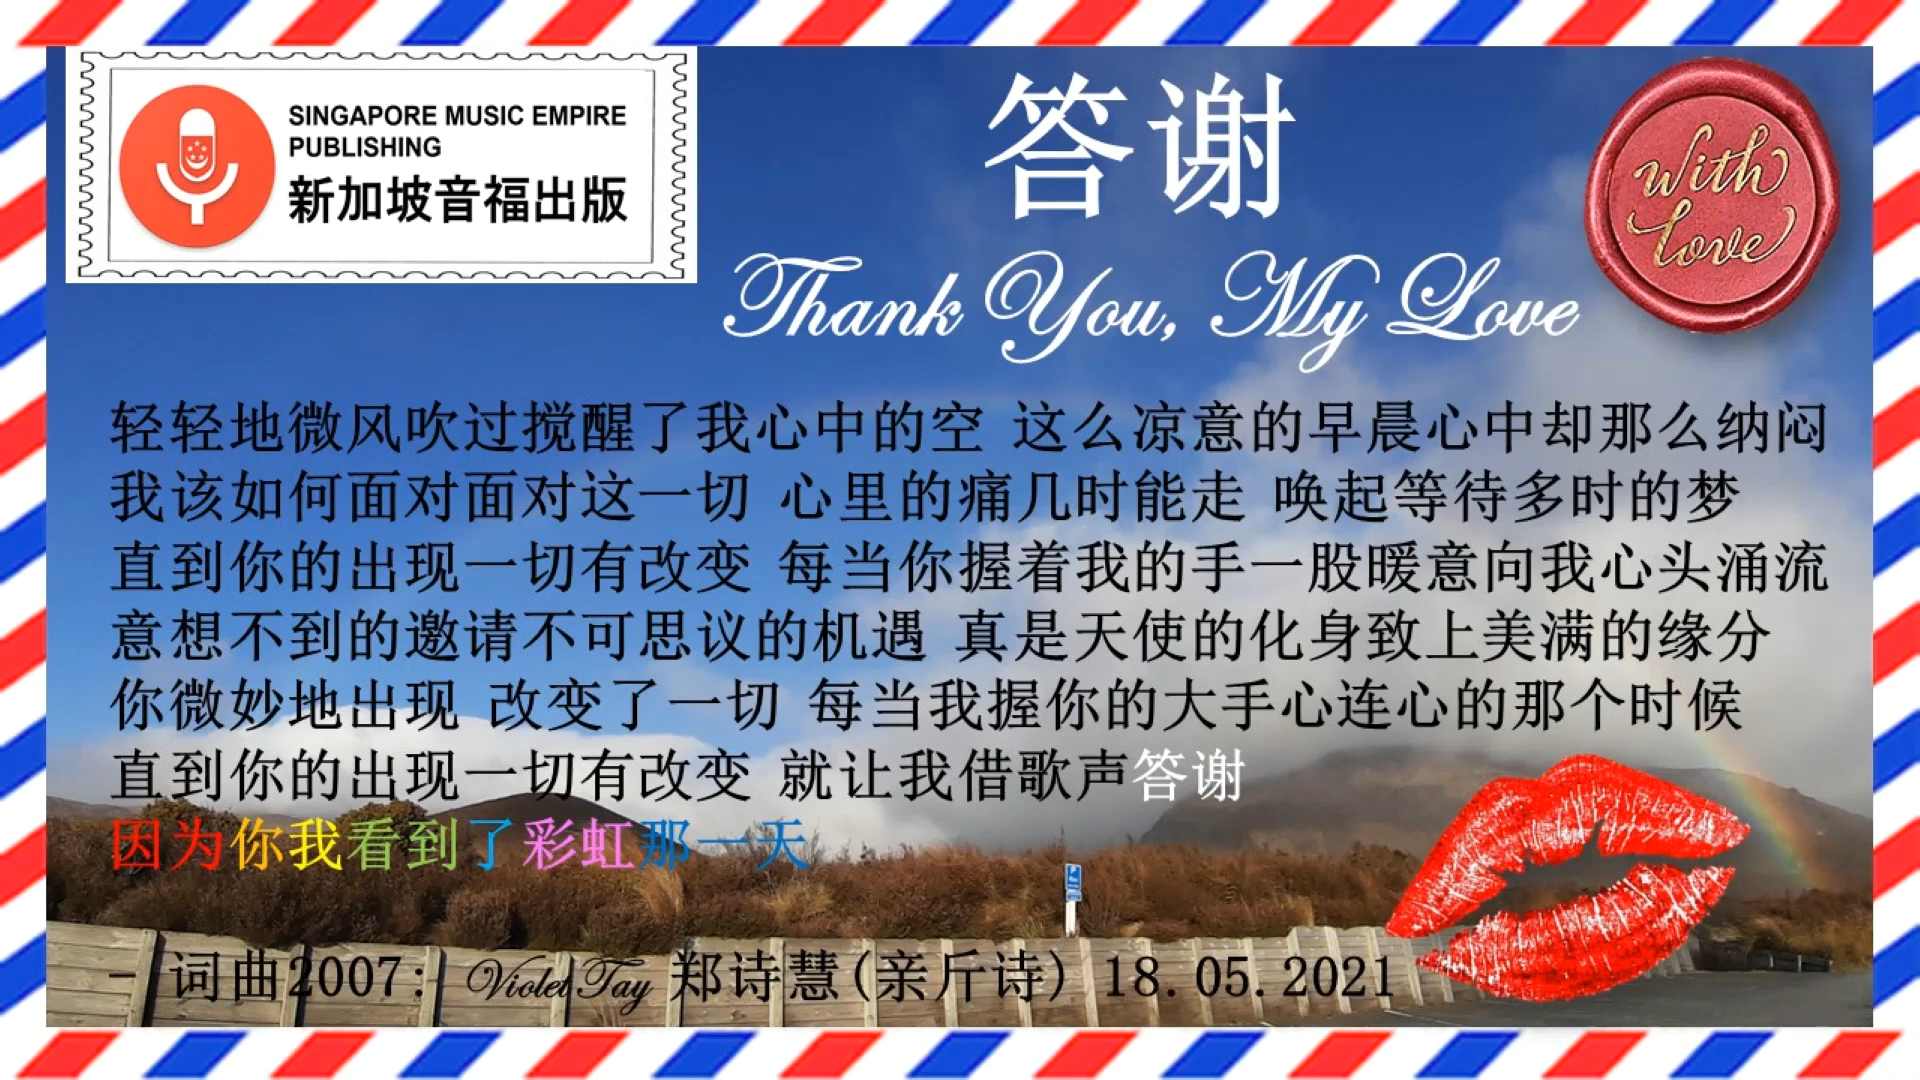 SINGAPORE MUSIC EMPIRE
PUBLISHING
新加坡音福出版
答谢
Thank You, My Love
With
Love
轻轻地微风吹过搅醒了我心中的空 这么凉意的早晨心中却那么纳闷
我该如何面对面对这一切 心里的痛几时能走 唤起等待多时的梦
直到你的出现一切有改变 每当你握着我的手一股暖意向我心头涌流
意想不到的邀请不可思议的机遇 真是天使的化身致上美满的缘分
你微妙地出现 改变了一切 每当我握你的大手心连心的那个时候
直到你的出现一切有改变 就让我借歌声答谢
因为你我看到了彩虹那一天
- 词曲2007: Violet Tay 郑诗慧(亲斤诗) 18.05.2021